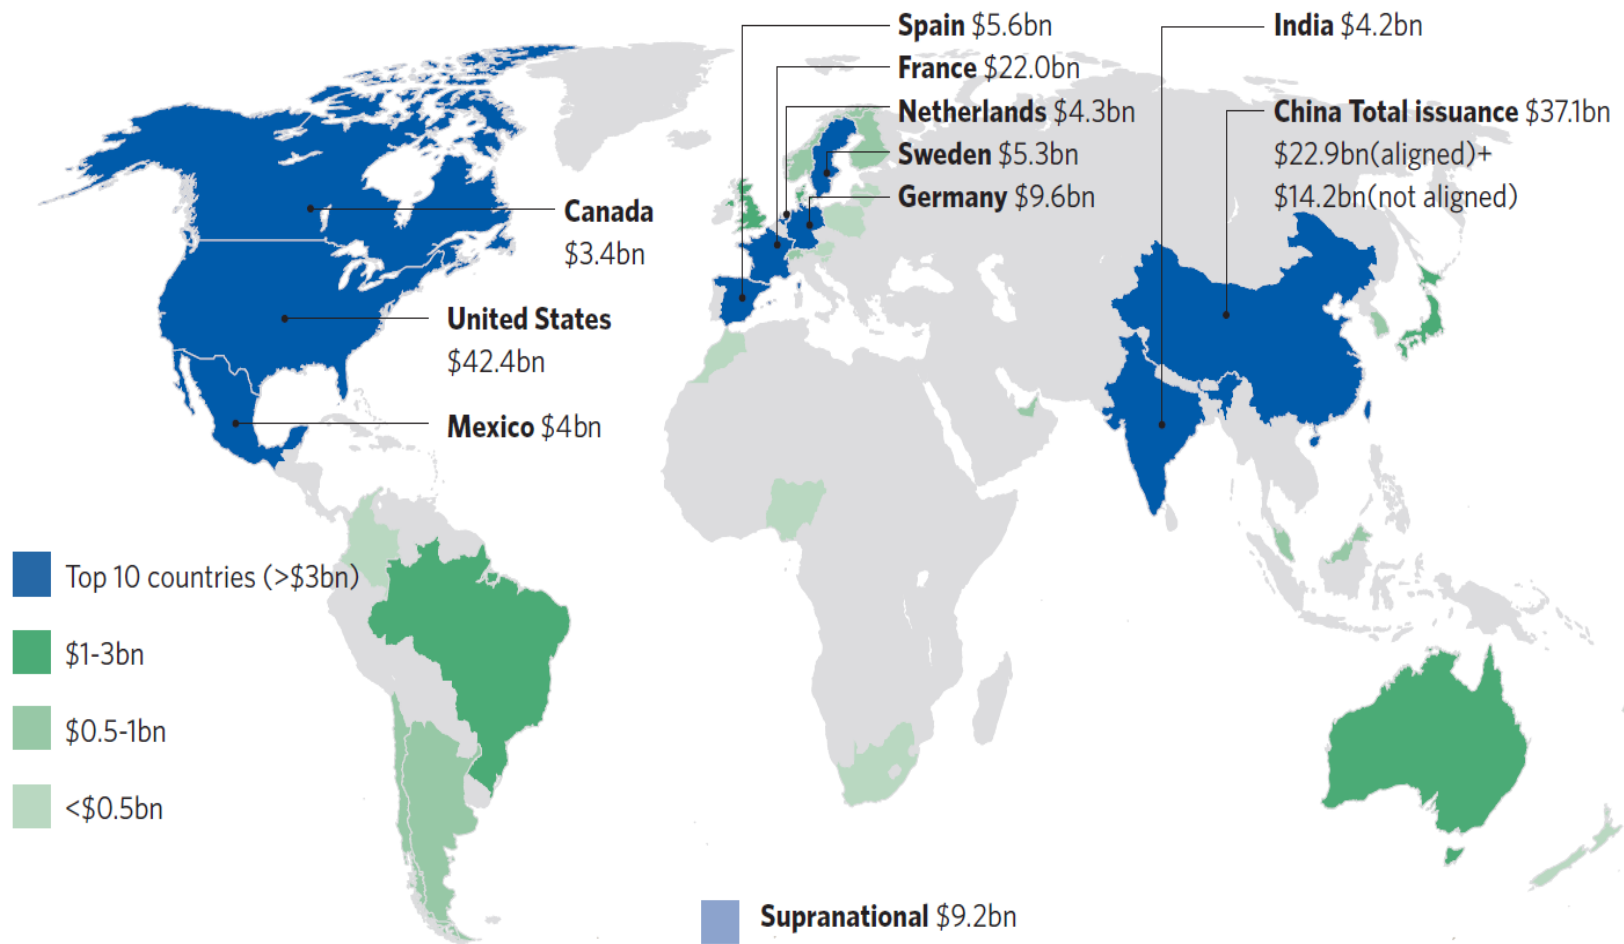 Spain $5.6bn
France $22.0bn
Netherlands $4.3bn
Sweden $5.3bn
Germany $9.6bn
India $4.2bn
China Total issuance $37.1bn
$22.9bn(aligned)+
$14.2bn(not aligned)
Canada
$3.4bn
United States
$42.4bn
Mexico $4bn
Top 10 countries (>$3bn)
$1-3bn
$0.5-1bn
<$0.5bn
Supranational $9.2bn